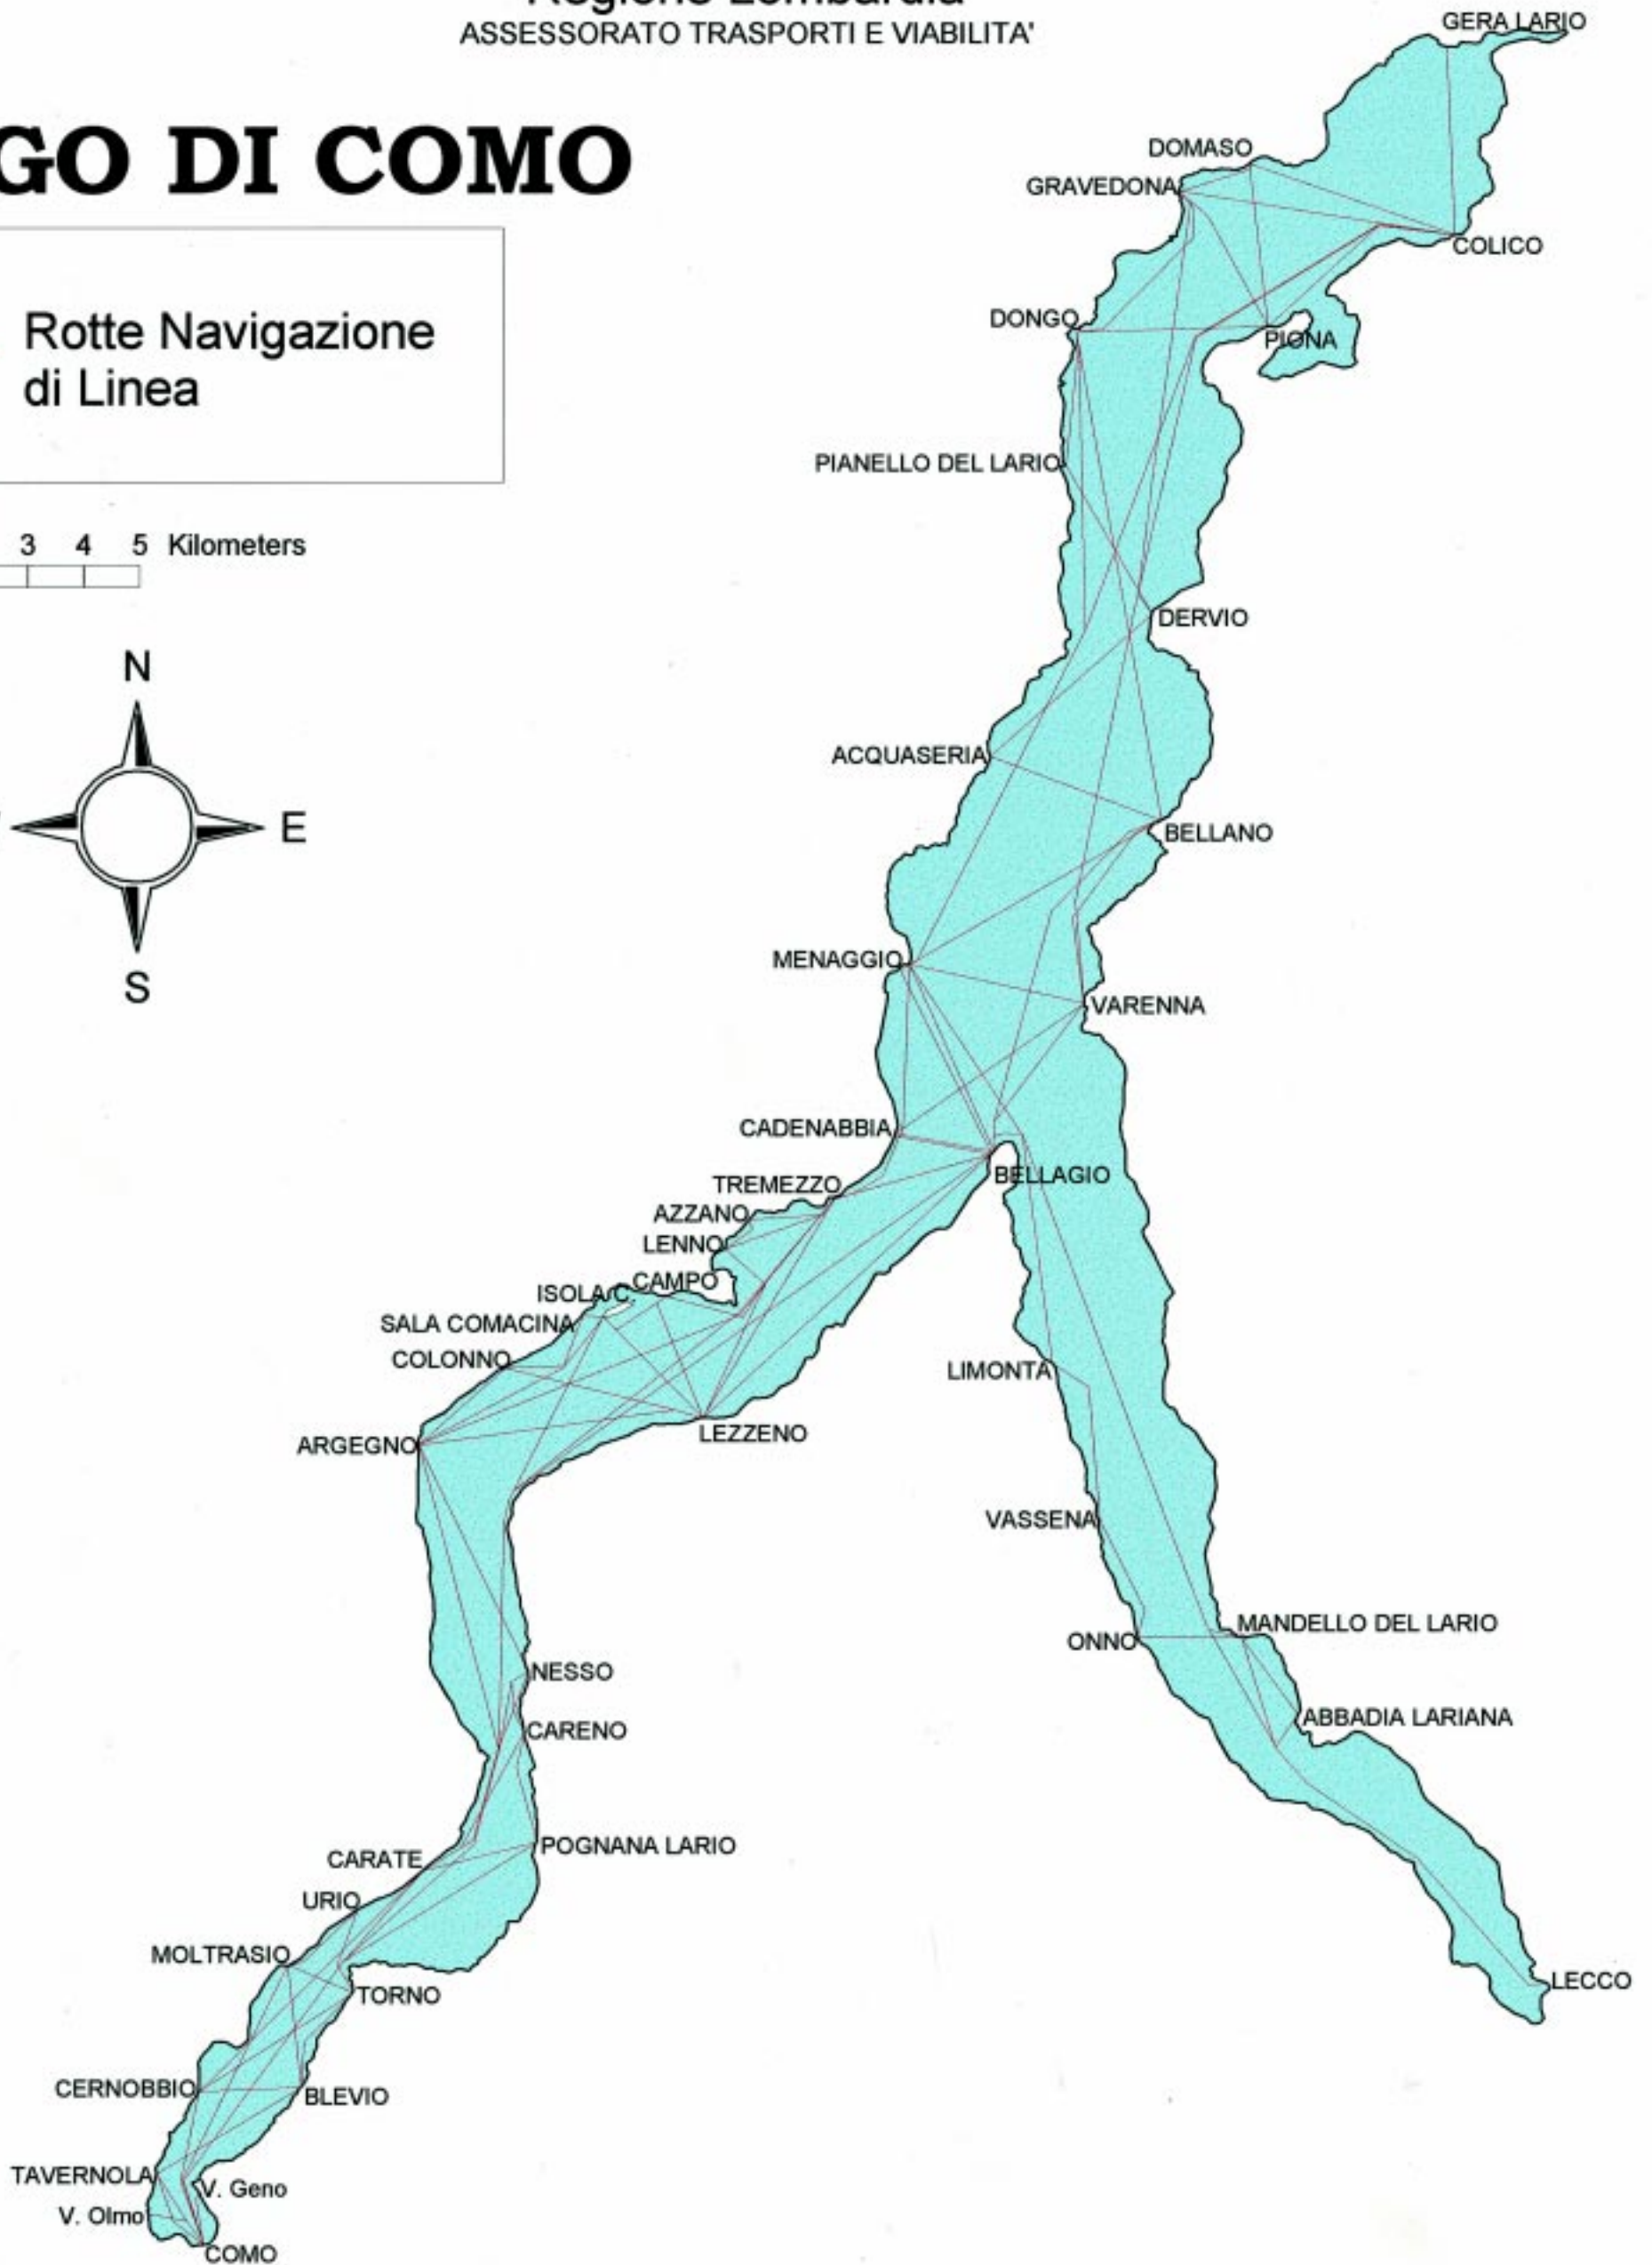 Regione Lombardia
ASSESSORATO TRASPORTI E VIABILITA'
GO DI COMO
Rotte Navigazione
di Linea
3 4 5 Kilometers
N
E
S
GERA LARIO
DOMASO
GRAVEDONA
COLICO
DONGO
PIONA
PIANELLO DEL LARIO
DERVIO
ACQUASERIA
BELLANO
MENAGGIO
VARENNA
CADENABBIA
BELLAGIO
TREMEZZO
AZZANO
LENNO
CAMPO
ISOLA C.
SALA COMACINA
COLONNO
LIMONTA
LEZZENO
ARGEGNO
VASSENA
MANDELLO DEL LARIO
ONNO
NESSO
ABBADIA LARIANA
CARENO
POGNANA LARIO
CARATE
URIO
MOLTRASIO
LECCO
TORNO
CERNOBBIO
BLEVIO
TAVERNOLA
V. Geno
V. Olmo
COMO